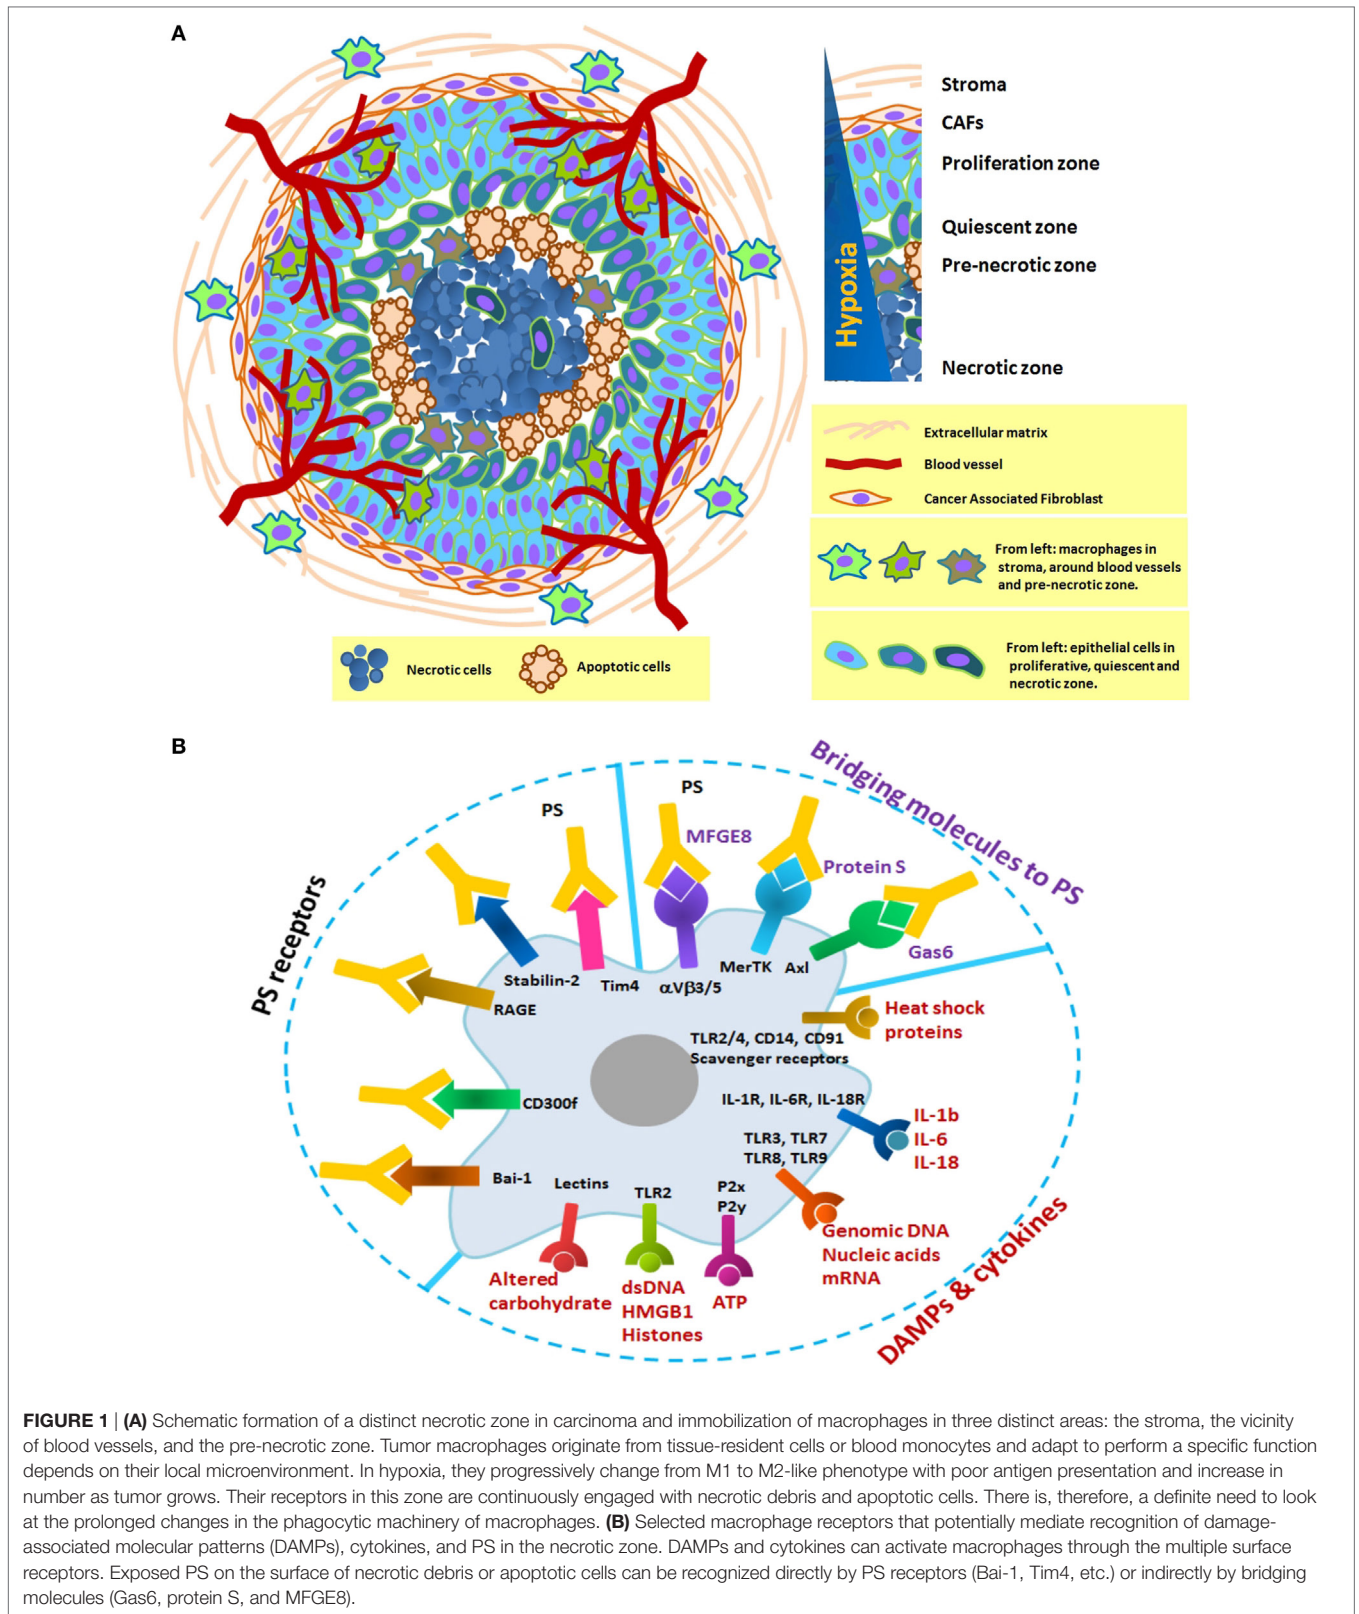 A
Stroma
CAFs
Proliferation zone
Quiescent zone
Pre-necrotic zone
Necrotic zone
Hypoxia
Extracellular matrix
Blood vessel
Cancer Associated Fibroblast
From left: macrophages in
stroma, around blood vessels
and pre-necrotic zone.
From left: epithelial cells in
proliferative, quiescent and
necrotic zone.
Necrotic cells
Apoptotic cells
B
Bridging molecules to PS
PS receptors
DAMPs & cytokines
PS
PS
MFGE8
Protein S
Gas6
Stabilin-2
Tim4
αVβ3/5
MerTK
Axl
RAGE
Heat shock
proteins
TLR2/4, CD14, CD91
Scavenger receptors
CD300f
IL-1R, IL-6R, IL-18R
IL-1b
IL-6
IL-18
TLR3, TLR7
TLR8, TLR9
Bai-1
Lectins
TLR2
P2x
P2y
Genomic DNA
Nucleic acids
mRNA
Altered
carbohydrate
dsDNA
HMGB1
Histones
ATP
FIGURE 1 | (A) Schematic formation of a distinct necrotic zone in carcinoma and immobilization of macrophages in three distinct areas: the stroma, the vicinity
of blood vessels, and the pre-necrotic zone. Tumor macrophages originate from tissue-resident cells or blood monocytes and adapt to perform a specific function
depends on their local microenvironment. In hypoxia, they progressively change from M1 to M2-like phenotype with poor antigen presentation and increase in
number as tumor grows. Their receptors in this zone are continuously engaged with necrotic debris and apoptotic cells. There is, therefore, a definite need to look
at the prolonged changes in the phagocytic machinery of macrophages. (B) Selected macrophage receptors that potentially mediate recognition of damage-
associated molecular patterns (DAMPs), cytokines, and PS in the necrotic zone. DAMPs and cytokines can activate macrophages through the multiple surface
receptors. Exposed PS on the surface of necrotic debris or apoptotic cells can be recognized directly by PS receptors (Bai-1, Tim4, etc.) or indirectly by bridging
molecules (Gas6, protein S, and MFGE8).